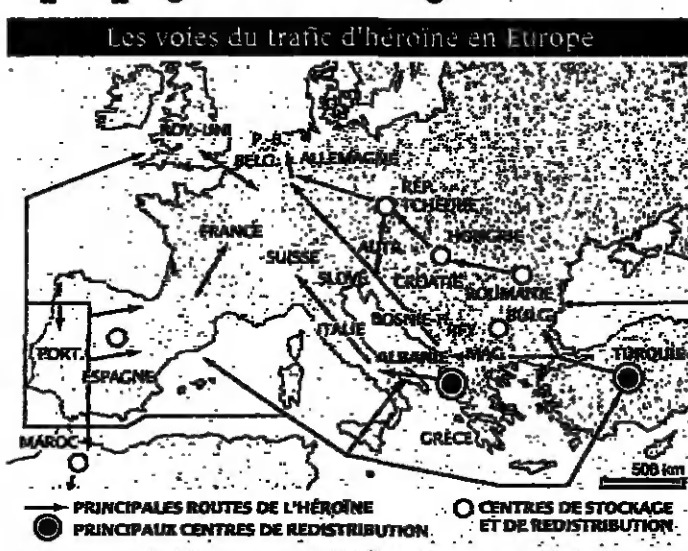 Les voies du trafic d'héroïne en Europe
ROY.-UNI
P.-B.
BELG.
ALLEMAGNE
RÉP.
TCHÈQUE
FRANCE
AUTR.
HONGRIE
SUISSE
SLOVÉ.
CROATIE
ROUMANIE
BOSNIE-H.
BULG.
ITALIE
PORT.
ALBANIE
MAC.
TURQUIE
ESPAGNE
GRÈCE
MAROC
500 km
PRINCIPALES ROUTES DE L'HÉROÏNE
PRINCIPAUX CENTRES DE REDISTRIBUTION
CENTRES DE STOCKAGE
ET DE REDISTRIBUTION